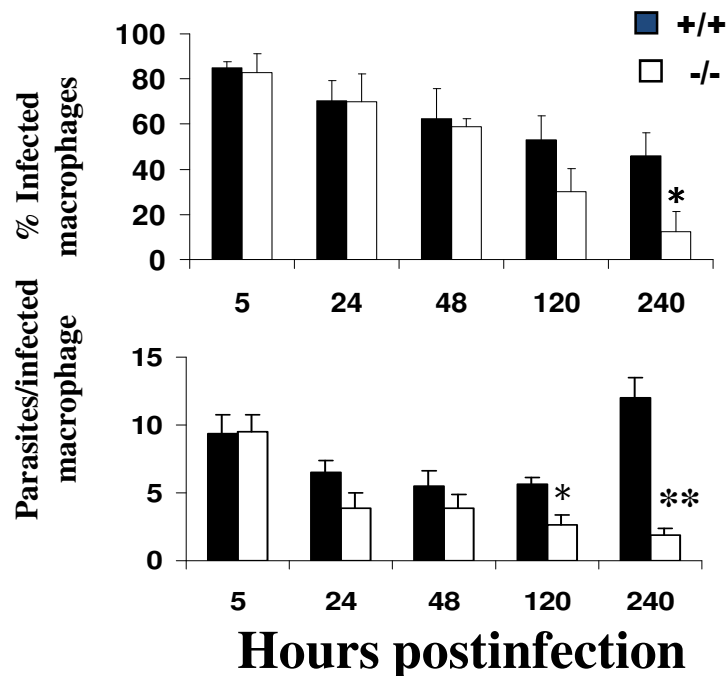 +/+
-/-
% Infected
macrophages
100
80
60
40
20
0
*
5 24 48 120 240
Parasites/infected
macrophage
15
10
5
0
*
**
5 24 48 120 240
Hours postinfection